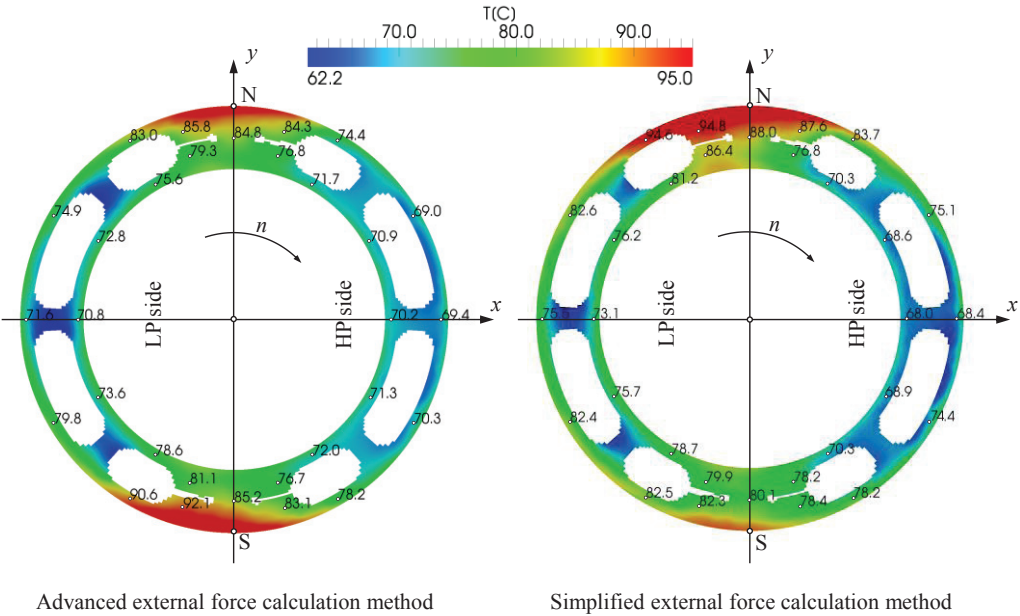 T(C)
70.0 80.0 90.0
62.2 95.0
y
N
83.0 85.8 84.8 84.3 74.4
79.3 76.8
75.6 71.7
74.9 69.0
72.8 70.9
n
LP side
HP side
71.6 70.8 70.2 69.4
x
73.6 71.3
79.8 70.3
78.6 72.0
81.1 76.7
90.6 92.1 85.2 83.1 78.2
S
y
N
94.6 94.8 88.0 87.6 83.7
86.4 76.8
81.2 70.3
82.6 75.1
76.2 68.6
n
LP side
HP side
75.5 73.1 68.0 68.4
x
75.7 68.9
82.4 74.4
78.7 70.3
79.9 78.2
82.5 82.3 80.1 78.4 78.2
S
Advanced external force calculation method
Simplified external force calculation method